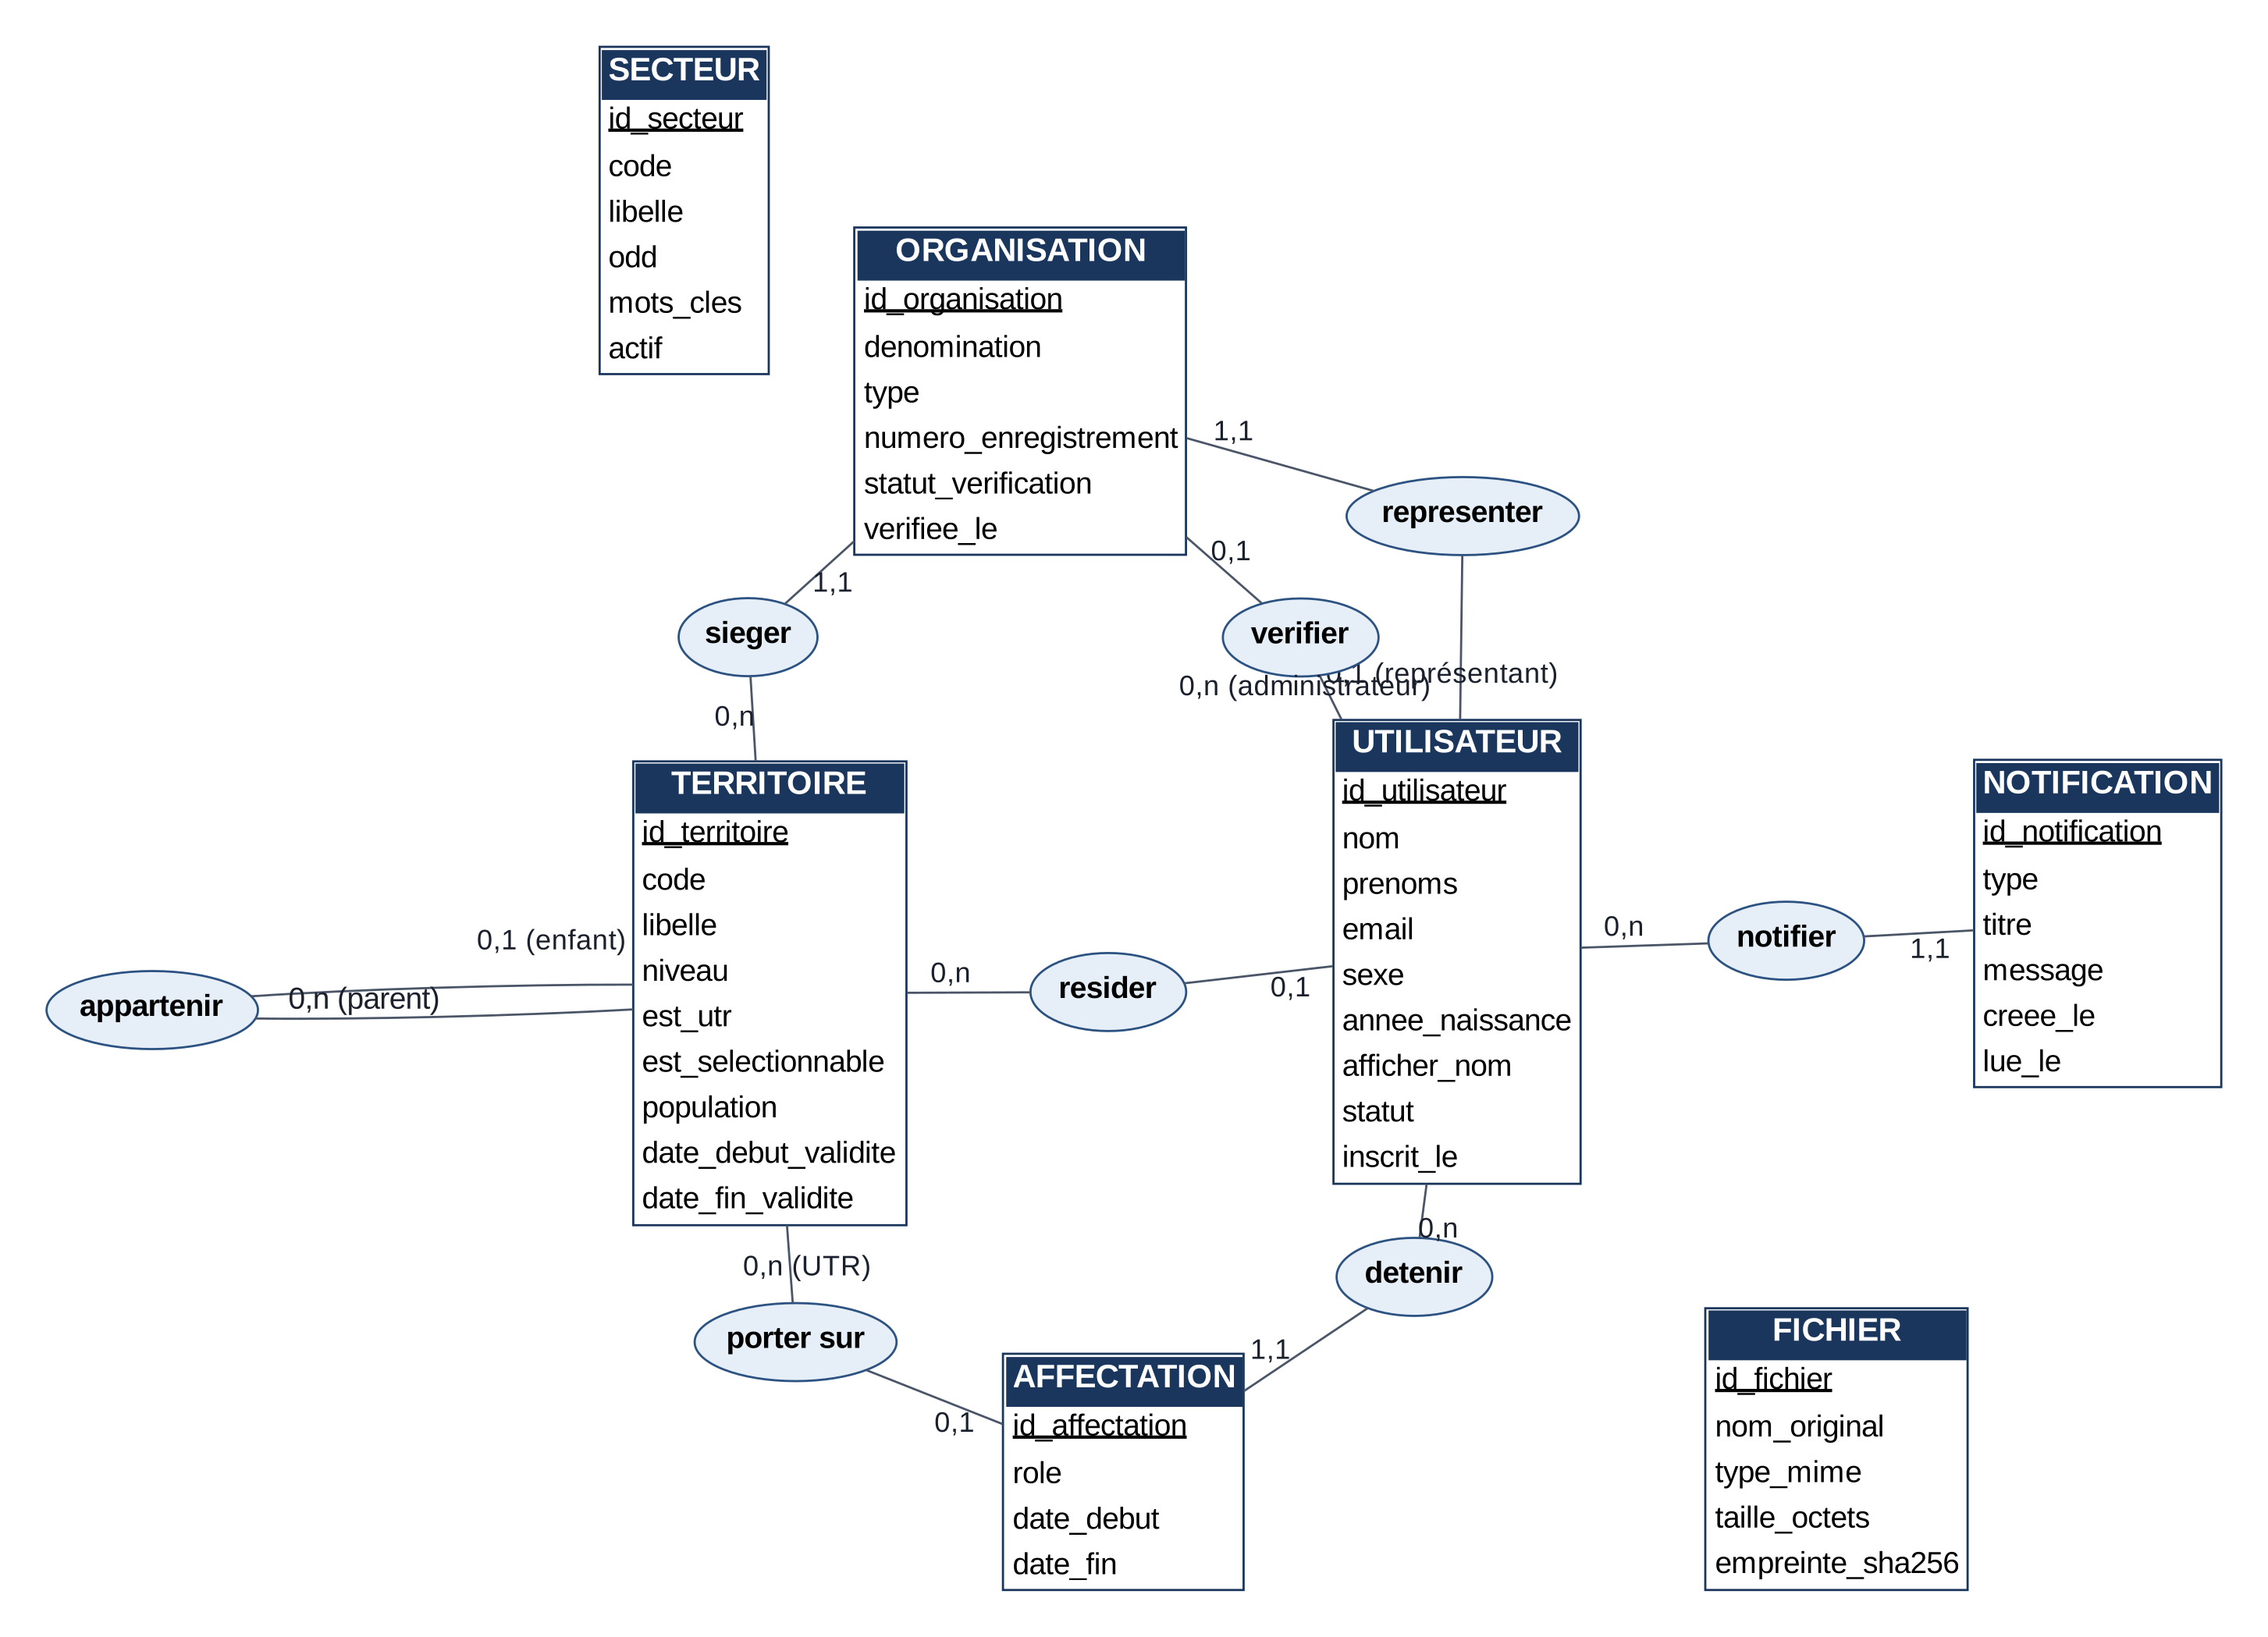 SECTEUR
id_secteur
code
libelle
odd
mots_cles
actif
ORGANISATION
id_organisation
denomination
type
numero_enregistrement
statut_verification
verifiee_le
1,1
representer
0,1
1,1
sieger
verifier
0,1 (représentant)
0,n (administrateur)
0,n
TERRITOIRE
id_territoire
code
libelle
niveau
est_utr
est_selectionnable
population
date_debut_validite
date_fin_validite
UTILISATEUR
id_utilisateur
nom
prenoms
email
sexe
annee_naissance
afficher_nom
statut
inscrit_le
NOTIFICATION
id_notification
type
titre
message
creee_le
lue_le
0,1 (enfant)
0,n (parent)
appartenir
0,n
resider
0,1
0,n
notifier
1,1
0,n (UTR)
porter sur
0,1
0,n
detenir
1,1
AFFECTATION
id_affectation
role
date_debut
date_fin
FICHIER
id_fichier
nom_original
type_mime
taille_octets
empreinte_sha256